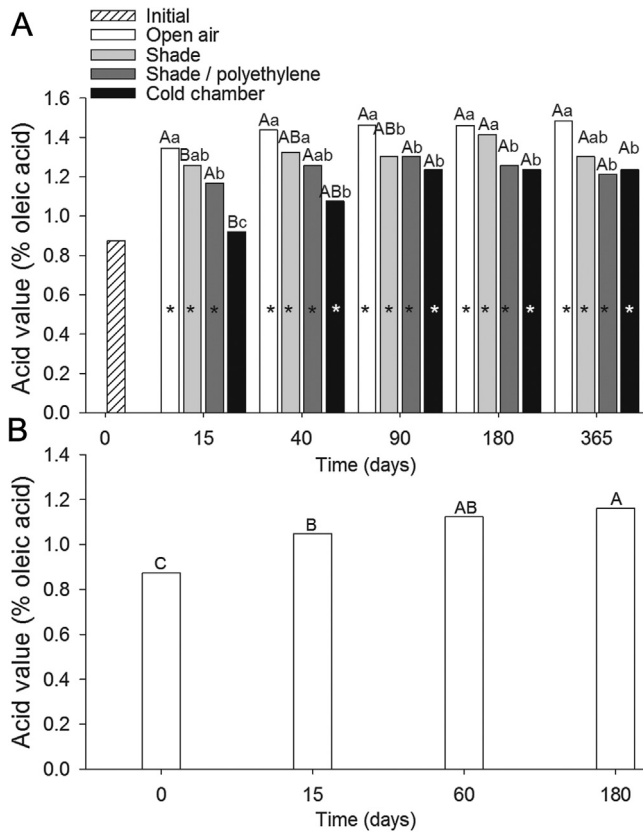 A
Initial
Open air
Shade
Shade / polyethylene
Cold chamber
Acid value (% oleic acid)
1.6
1.4
1.2
1.0
0.8
0.6
0.4
0.2
0.0
Aa Bab Ab Bc
Aa ABa Aab ABb
Aa ABb Ab Ab
Aa Aa Ab Ab
Aa Aab Ab Ab
* * *
* * * *
* * * *
* * * *
* * * *
0 15 40 90 180 365
Time (days)
B
Acid value (% oleic acid)
1.4
1.2
1.0
0.8
0.6
0.4
0.2
0.0
C B AB A
0 15 60 180
Time (days)